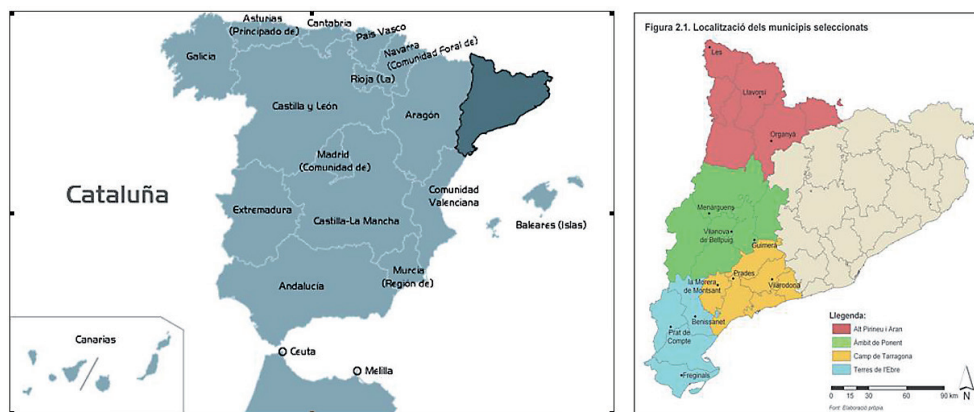 Asturias
(Principado de)
Cantabria
País Vasco
Navarra
(Comunidad Foral de)
Galicia
Rioja (La)
Castilla y León
Aragón
Madrid
(Comunidad de)
Cataluña
Comunidad
Valenciana
Extremadura
Castilla-La Mancha
Baleares (Islas)
Murcia
(Región de)
Andalucía
Canarias
Ceuta
Melilla
Figura 2.1. Localització dels municipis seleccionats
Les
Llavorsí
Organyà
Menàrguens
Vilanova
de Bellpuig
Guimerà
Prades
la Morera
de Montsant
Vilarodona
Benissanet
Prat de
Compte
Freginals
Llegenda:
Alt Pirineu i Aran
Àmbit de Ponent
Camp de Tarragona
Terres de l'Ebre
0 15 30 60 90 km
N
Font: Elaboració pròpia.